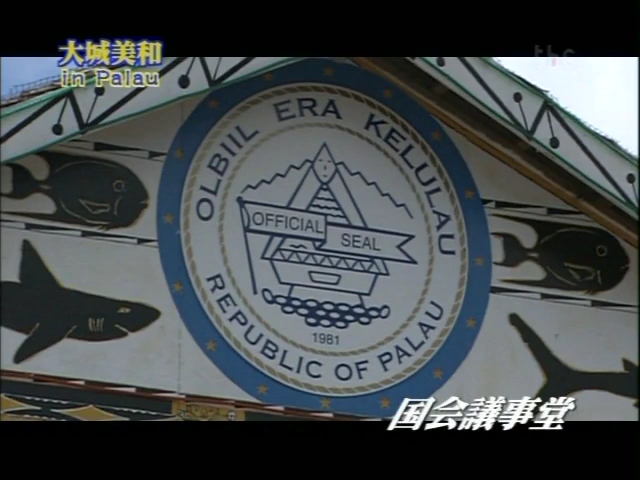 大城美和
in Palau
tbc
OLBIIL ERA KELULAU
OFFICIAL SEAL
1981
REPUBLIC OF PALAU
国会議事堂